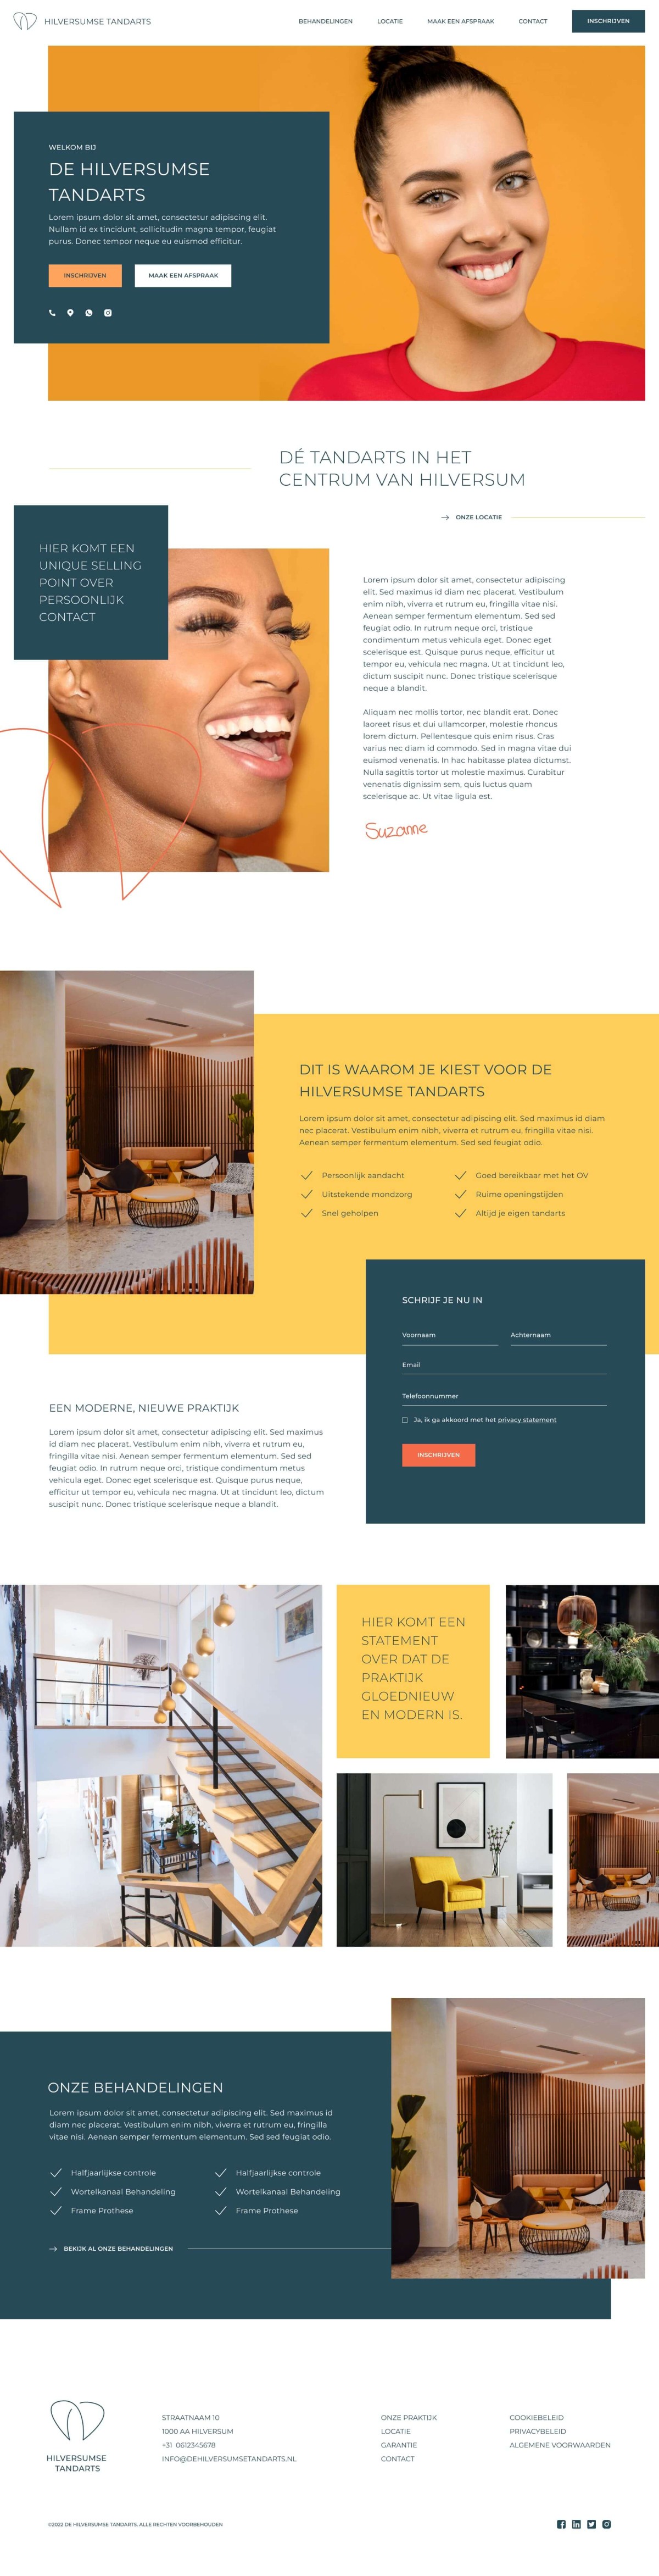 HILVERSUMSE TANDARTS
BEHANDELINGEN LOCATIE MAAK EEN AFSPRAAK CONTACT INSCHRIJVEN
WELKOM BIJ
DE HILVERSUMSE
TANDARTS
Lorem ipsum dolor sit amet, consectetur adipiscing elit.
Nullam id ex tincidunt, sollicitudin magna tempor, feugiat
purus. Donec tempor neque eu euismod efficitur.
INSCHRIJVEN MAAK EEN AFSPRAAK
DÉ TANDARTS IN HET
CENTRUM VAN HILVERSUM
ONZE LOCATIE
HIER KOMT EEN
UNIQUE SELLING
POINT OVER
PERSOONLIJK
CONTACT
Lorem ipsum dolor sit amet, consectetur adipiscing
elit. Sed maximus id diam nec placerat. Vestibulum
enim nibh, viverra et rutrum eu, fringilla vitae nisi.
Aenean semper fermentum elementum. Sed sed
feugiat odio. In rutrum neque orci, tristique
condimentum metus vehicula eget. Donec eget
scelerisque est. Quisque purus neque, efficitur ut
tempor eu, vehicula nec magna. Ut at tincidunt leo,
dictum suscipit nunc. Donec tristique scelerisque
neque a blandit.
Aliquam nec mollis tortor, nec blandit erat. Donec
laoreet risus et dui ullamcorper, molestie rhoncus
lorem dictum. Pellentesque quis enim risus. Cras
varius nec diam id commodo. Sed in magna vitae dui
euismod venenatis. In hac habitasse platea dictumst.
Nulla sagittis tortor ut molestie maximus. Curabitur
venenatis dignissim sem, quis luctus quam
scelerisque ac. Ut vitae ligula est.
Suzanne
DIT IS WAAROM JE KIEST VOOR DE
HILVERSUMSE TANDARTS
Lorem ipsum dolor sit amet, consectetur adipiscing elit. Sed maximus id diam
nec placerat. Vestibulum enim nibh, viverra et rutrum eu, fringilla vitae nisi.
Aenean semper fermentum elementum. Sed sed feugiat odio.
Persoonlijk aandacht Goed bereikbaar met het OV
Uitstekende mondzorg Ruime openingstijden
Snel geholpen Altijd je eigen tandarts
SCHRIJF JE NU IN
Voornaam Achternaam
Email
Telefoonnummer
Ja, ik ga akkoord met het privacy statement
INSCHRIJVEN
EEN MODERNE, NIEUWE PRAKTIJK
Lorem ipsum dolor sit amet, consectetur adipiscing elit. Sed maximus
id diam nec placerat. Vestibulum enim nibh, viverra et rutrum eu,
fringilla vitae nisi. Aenean semper fermentum elementum. Sed sed
feugiat odio. In rutrum neque orci, tristique condimentum metus
vehicula eget. Donec eget scelerisque est. Quisque purus neque,
efficitur ut tempor eu, vehicula nec magna. Ut at tincidunt leo, dictum
suscipit nunc. Donec tristique scelerisque neque a blandit.
HIER KOMT EEN
STATEMENT
OVER DAT DE
PRAKTIJK
GLOEDNIEUW
EN MODERN IS.
ONZE BEHANDELINGEN
Lorem ipsum dolor sit amet, consectetur adipiscing elit. Sed maximus id
diam nec placerat. Vestibulum enim nibh, viverra et rutrum eu, fringilla
vitae nisi. Aenean semper fermentum elementum. Sed sed feugiat odio.
Halfjaarlijkse controle Halfjaarlijkse controle
Wortelkanaal Behandeling Wortelkanaal Behandeling
Frame Prothese Frame Prothese
BEKIJK AL ONZE BEHANDELINGEN
HILVERSUMSE
TANDARTS
STRAATNAAM 10
1000 AA HILVERSUM
+31 0612345678
INFO@DEHILVERSUMSETANDARTS.NL
ONZE PRAKTIJK
LOCATIE
GARANTIE
CONTACT
COOKIEBELEID
PRIVACYBELEID
ALGEMENE VOORWAARDEN
©2022 DE HILVERSUMSE TANDARTS. ALLE RECHTEN VOORBEHOUDEN